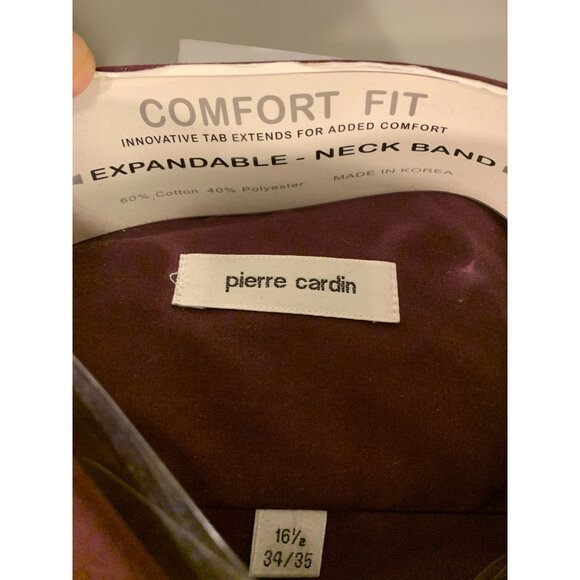 COMFORT FIT
INNOVATIVE TAB EXTENDS FOR ADDED COMFORT
EXPANDABLE - NECK BAND
60% Cotton 40% Polyester MADE IN KOREA
pierre cardin
16½
34/35